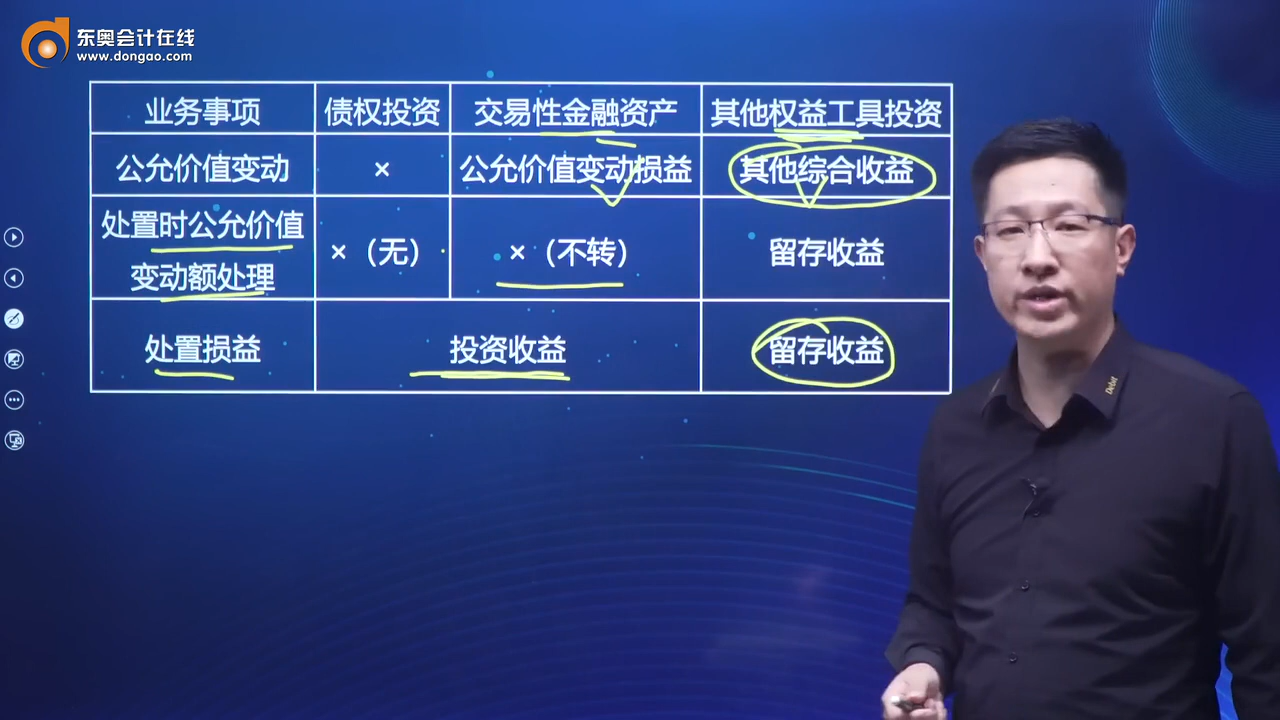 东奥会计在线
www.dongao.com
业务事项 债权投资 交易性金融资产 其他权益工具投资
公允价值变动 × 公允价值变动损益 其他综合收益
处置时公允价值
变动额处理 ×（无） ×（不转） 留存收益
处置损益 投资收益 留存收益
Debit